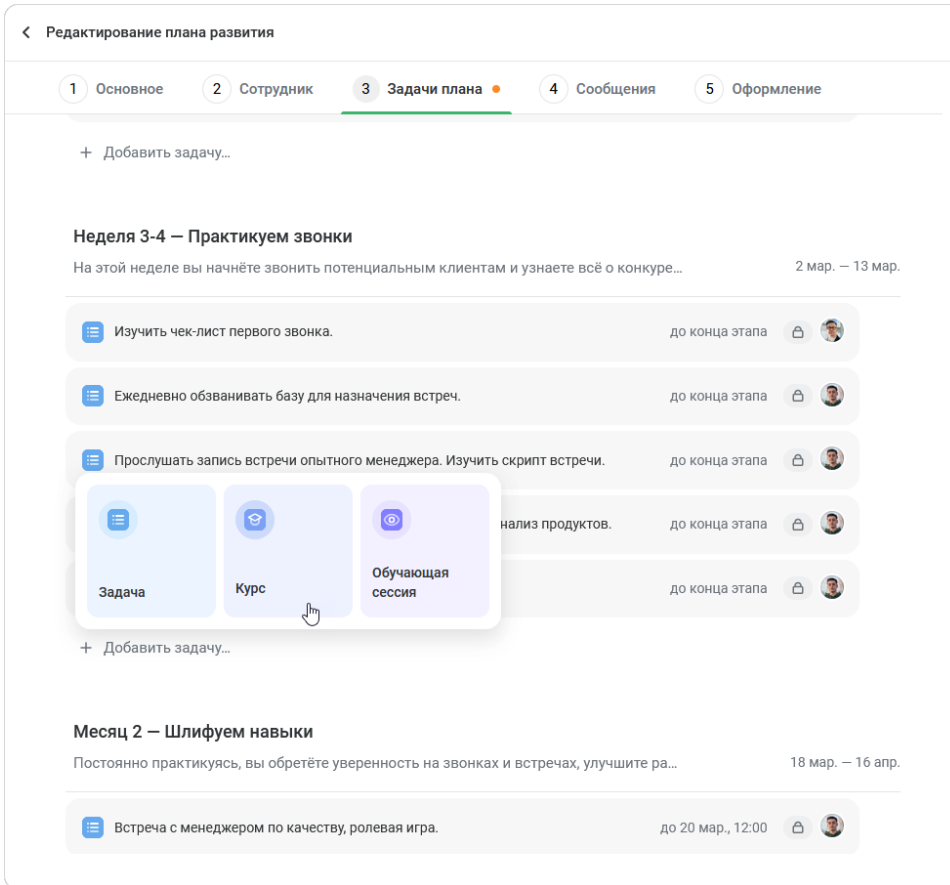 Редактирование плана развития
1 Основное 2 Сотрудник 3 Задачи плана 4 Сообщения 5 Оформление
+ Добавить задачу...
Неделя 3-4 — Практикуем звонки
На этой неделе вы начнёте звонить потенциальным клиентам и узнаете всё о конкуре... 2 мар. — 13 мар.
Изучить чек-лист первого звонка. до конца этапа
Ежедневно обзванивать базу для назначения встреч. до конца этапа
Прослушать запись встречи опытного менеджера. Изучить скрипт встречи. до конца этапа
продуктов. до конца этапа
Задача Курс Обучающая сессия
до конца этапа
+ Добавить задачу...
Месяц 2 — Шлифуем навыки
Постоянно практикуясь, вы обретёте уверенность на звонках и встречах, улучшите ра... 18 мар. — 16 апр.
Встреча с менеджером по качеству, ролевая игра. до 20 мар., 12:00